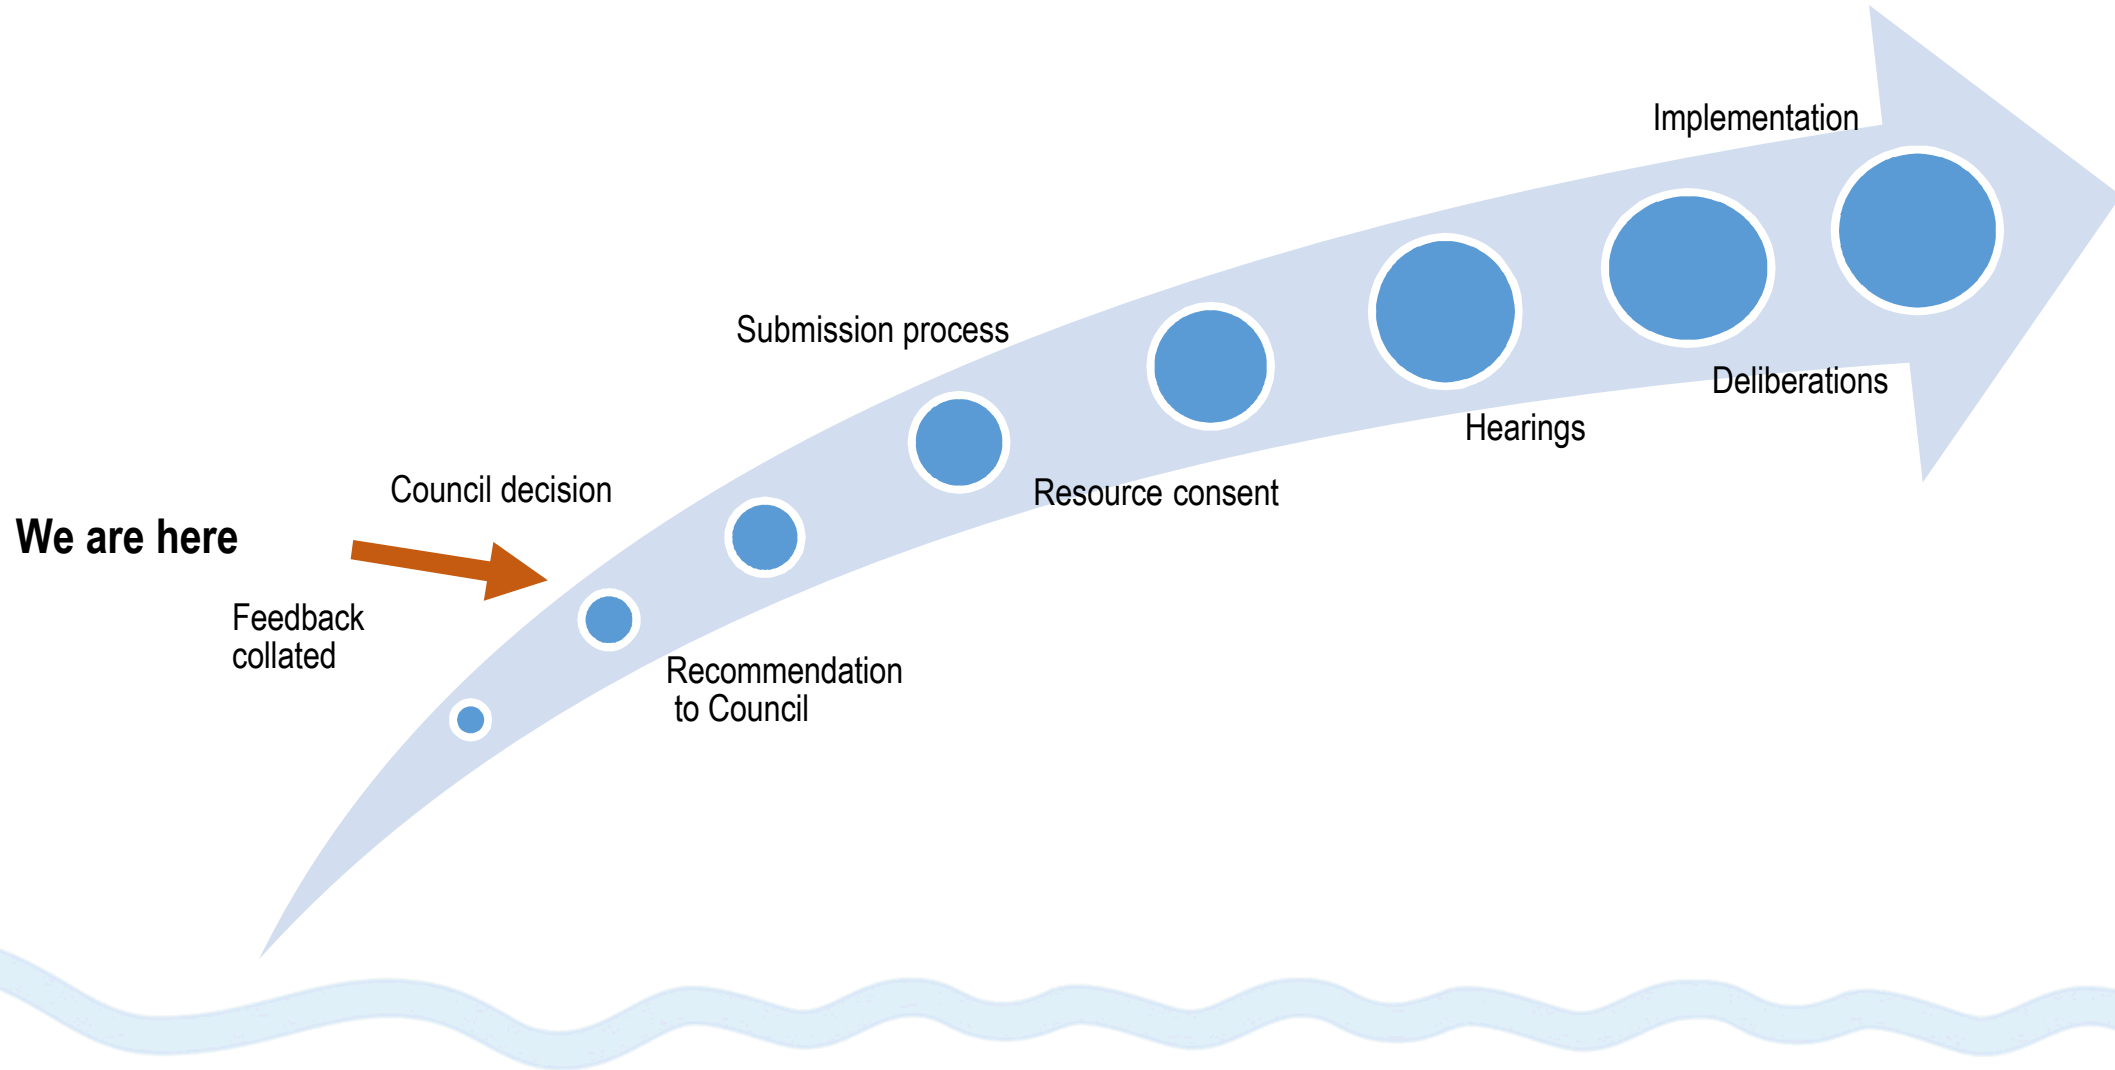 Implementation
Submission process
Deliberations
Hearings
Council decision
Resource consent
We are here
Feedback
collated
Recommendation
to Council